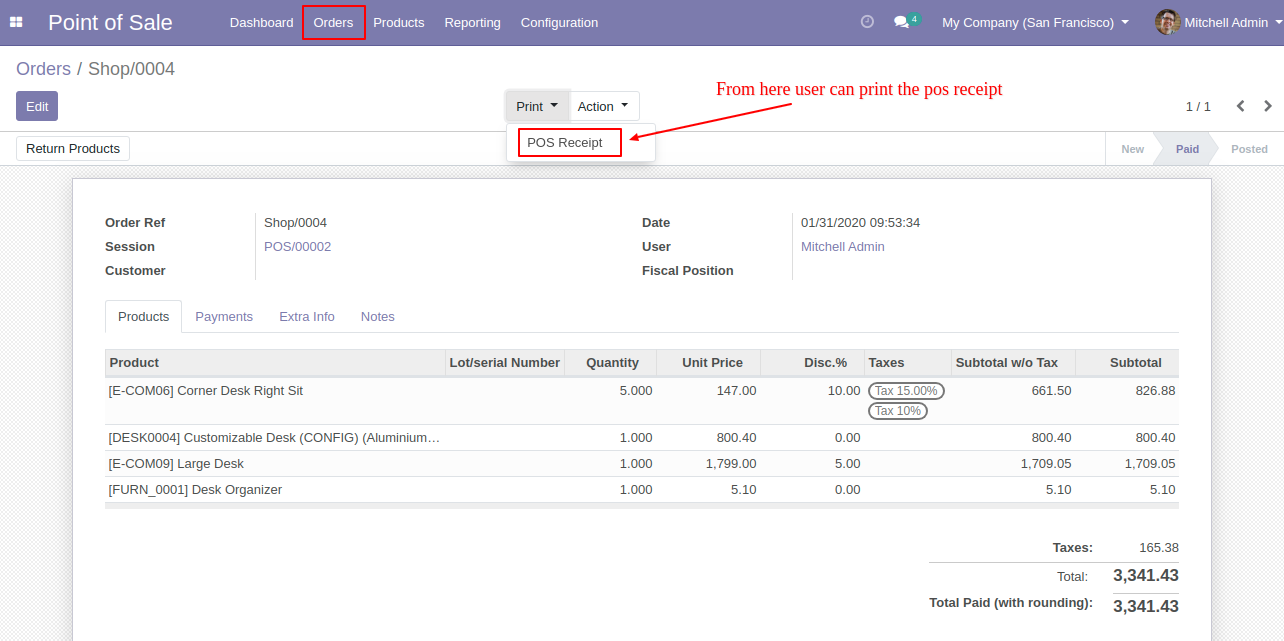 Point of Sale Dashboard Orders Products Reporting Configuration 4 My Company (San Francisco) Mitchell Admin
Orders / Shop/0004
From here user can print the pos receipt
Edit Print Action 1 / 1
POS Receipt
Return Products New Paid Posted
Order Ref Shop/0004 Date 01/31/2020 09:53:34
Session POS/00002 User Mitchell Admin
Customer Fiscal Position
Products Payments Extra Info Notes
Product Lot/serial Number Quantity Unit Price Disc.% Taxes Subtotal w/o Tax Subtotal
[E-COM06] Corner Desk Right Sit 5.000 147.00 10.00 Tax 15.00% 661.50 826.88
Tax 10%
[DESK0004] Customizable Desk (CONFIG) (Aluminium… 1.000 800.40 0.00 800.40 800.40
[E-COM09] Large Desk 1.000 1,799.00 5.00 1,709.05 1,709.05
[FURN_0001] Desk Organizer 1.000 5.10 0.00 5.10 5.10
Taxes: 165.38
Total: 3,341.43
Total Paid (with rounding): 3,341.43